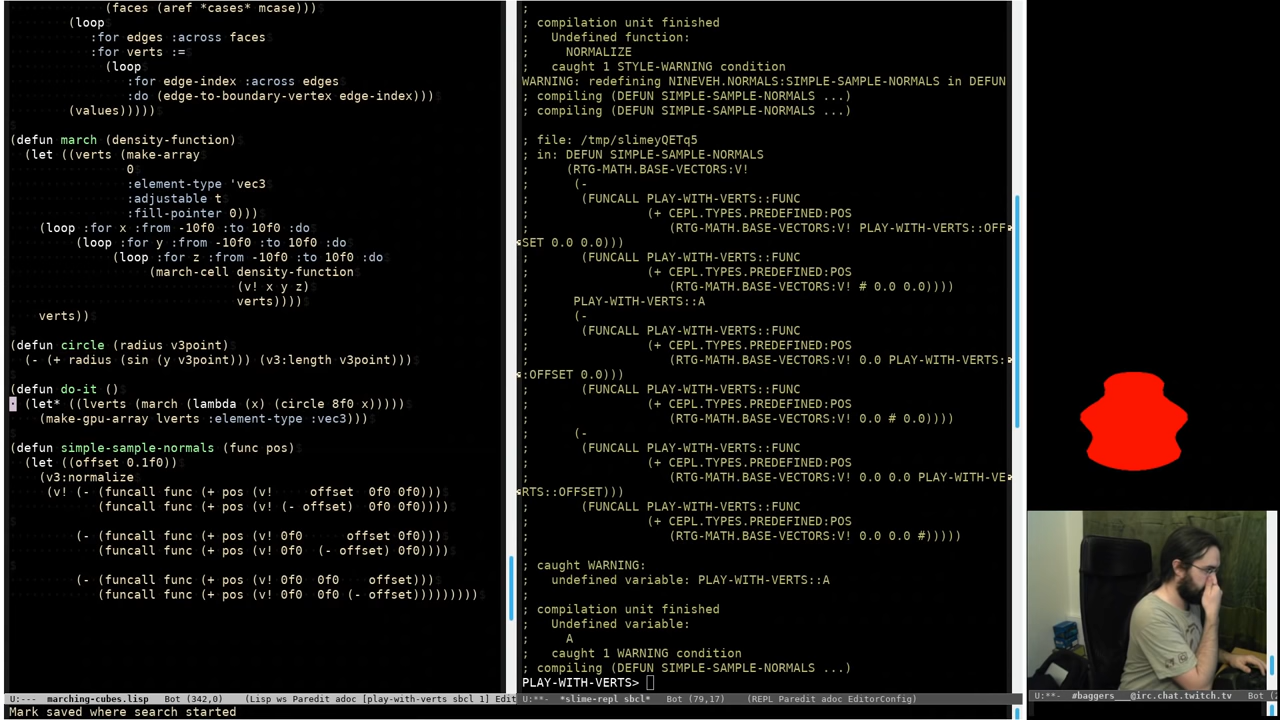 (faces (aref *cases* mcase)))
(loop
:for edges :across faces
:for verts :=
(loop
:for edge-index :across edges
:do (edge-to-boundary-vertex edge-index)))
(values)))))
(defun march (density-function)
(let ((verts (make-array
0
:element-type 'vec3
:adjustable t
:fill-pointer 0)))
(loop :for x :from -10f0 :to 10f0 :do
(loop :for y :from -10f0 :to 10f0 :do
(loop :for z :from -10f0 :to 10f0 :do
(march-cell density-function
(v! x y z)
verts))))
verts))
(defun circle (radius v3point)
(- (+ radius (sin (y v3point))) (v3:length v3point)))
(defun do-it ()
(let* ((lverts (march (lambda (x) (circle 8f0 x)))))
(make-gpu-array lverts :element-type :vec3)))
(defun simple-sample-normals (func pos)
(let ((offset 0.1f0))
(v3:normalize
(v! (- (funcall func (+ pos (v! offset 0f0 0f0)))
(funcall func (+ pos (v! (- offset) 0f0 0f0))))
(- (funcall func (+ pos (v! 0f0 offset 0f0)))
(funcall func (+ pos (v! 0f0 (- offset) 0f0))))
(- (funcall func (+ pos (v! 0f0 0f0 offset)))
(funcall func (+ pos (v! 0f0 0f0 (- offset)))))))))
U:--- marching-cubes.lisp Bot (342,0) (Lisp ws Paredit adoc [play-with-verts sbcl 1] Edit
Mark saved where search started
;
; compilation unit finished
; Undefined function:
; NORMALIZE
; caught 1 STYLE-WARNING condition
WARNING: redefining NINEVEH.NORMALS:SIMPLE-SAMPLE-NORMALS in DEFUN
; compiling (DEFUN SIMPLE-SAMPLE-NORMALS ...)
; compiling (DEFUN SIMPLE-SAMPLE-NORMALS ...)
; file: /tmp/slimeyQETq5
; in: DEFUN SIMPLE-SAMPLE-NORMALS
; (RTG-MATH.BASE-VECTORS:V!
; (-
; (FUNCALL PLAY-WITH-VERTS::FUNC
; (+ CEPL.TYPES.PREDEFINED:POS
; (RTG-MATH.BASE-VECTORS:V! PLAY-WITH-VERTS::OFF
SET 0.0 0.0)))
; (FUNCALL PLAY-WITH-VERTS::FUNC
; (+ CEPL.TYPES.PREDEFINED:POS
; (RTG-MATH.BASE-VECTORS:V! # 0.0 0.0))))
; PLAY-WITH-VERTS::A
; (-
; (FUNCALL PLAY-WITH-VERTS::FUNC
; (+ CEPL.TYPES.PREDEFINED:POS
; (RTG-MATH.BASE-VECTORS:V! 0.0 PLAY-WITH-VERTS:
:OFFSET 0.0)))
; (FUNCALL PLAY-WITH-VERTS::FUNC
; (+ CEPL.TYPES.PREDEFINED:POS
; (RTG-MATH.BASE-VECTORS:V! 0.0 # 0.0))))
; (-
; (FUNCALL PLAY-WITH-VERTS::FUNC
; (+ CEPL.TYPES.PREDEFINED:POS
; (RTG-MATH.BASE-VECTORS:V! 0.0 0.0 PLAY-WITH-VE
RTS::OFFSET)))
; (FUNCALL PLAY-WITH-VERTS::FUNC
; (+ CEPL.TYPES.PREDEFINED:POS
; (RTG-MATH.BASE-VECTORS:V! 0.0 0.0 #)))))
;
; caught WARNING:
; undefined variable: PLAY-WITH-VERTS::A
;
; compilation unit finished
; Undefined variable:
; A
; caught 1 WARNING condition
; compiling (DEFUN SIMPLE-SAMPLE-NORMALS ...)
PLAY-WITH-VERTS>
U:**- *slime-repl sbcl* Bot (79,17) (REPL Paredit adoc EditorConfig)
U:**- #baggers___@irc.chat.twitch.tv Bot (2